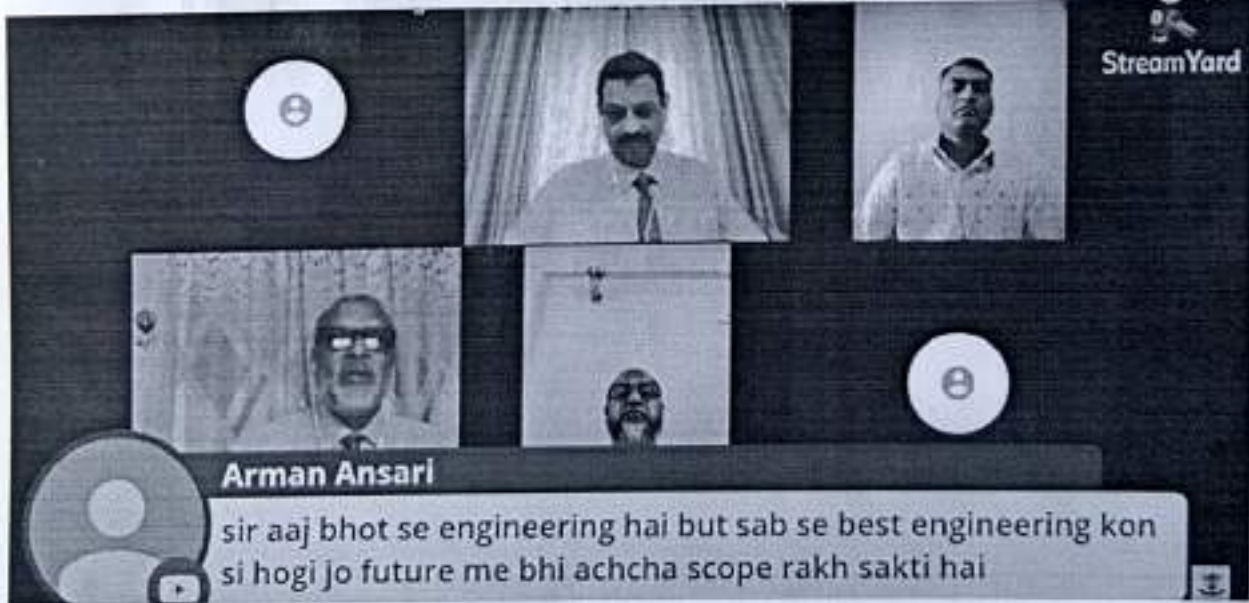 StreamYard
Arman Ansari
sir aaj bhot se engineering hai but sab se best engineering kon
si hogi jo future me bhi achcha scope rakh sakti hai